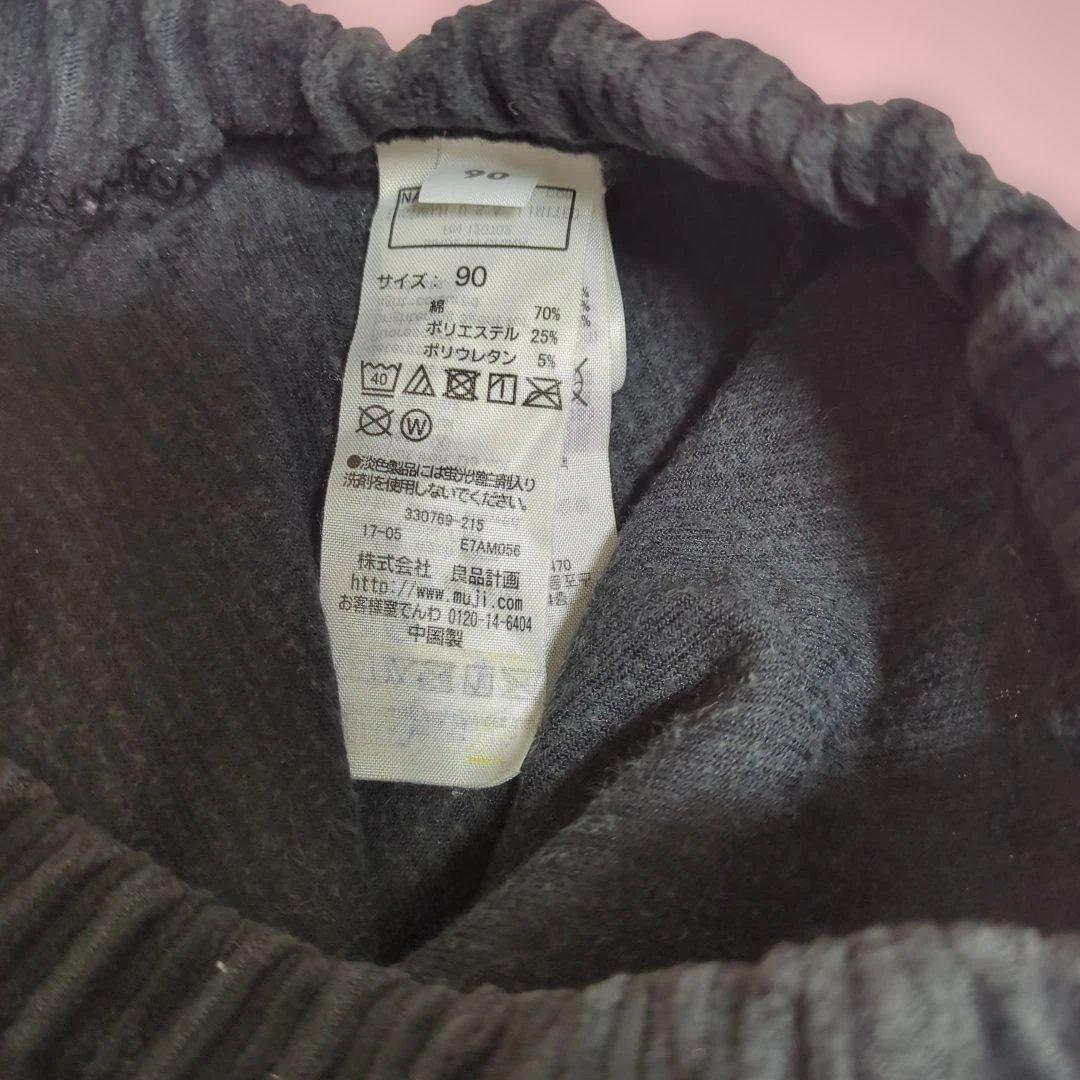 90
サイズ: 90
綿 70%
ポリエステル 25%
ポリウレタン 5%
40
W
●淡色製品には蛍光増白剤入り
洗剤を使用しないでください。
330769-215
17-05 E7AM056
株式会社 良品計画
http://www.muji.com
お客様室でんわ 0120-14-6404
中国製